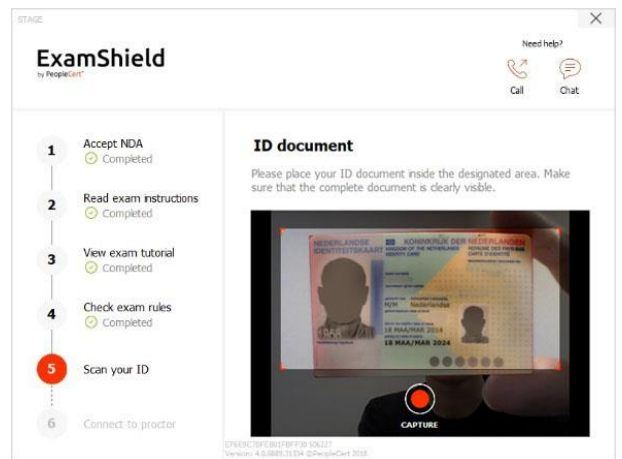 STAGE
ExamShield
by PeopleCert
Need help?
Call
Chat
1
Accept NDA
Completed
2
Read exam instructions
Completed
3
View exam tutorial
Completed
4
Check exam rules
Completed
5
Scan your ID
6
Connect to proctor
ID document
Please place your ID document inside the designated area. Make
sure that the complete document is clearly visible.
NEDERLANDSE
IDENTITEITSKAART
KONINKRIJK DER NEDERLANDEN
KINGDOM OF THE NETHERLANDS
IDENTITY CARD
CARTE D'IDENTITÉ
M/M
Nederlandse
18 MAA/MAR 2014
18 MAA/MAR 2024
CAPTURE
©PeopleCert 2018